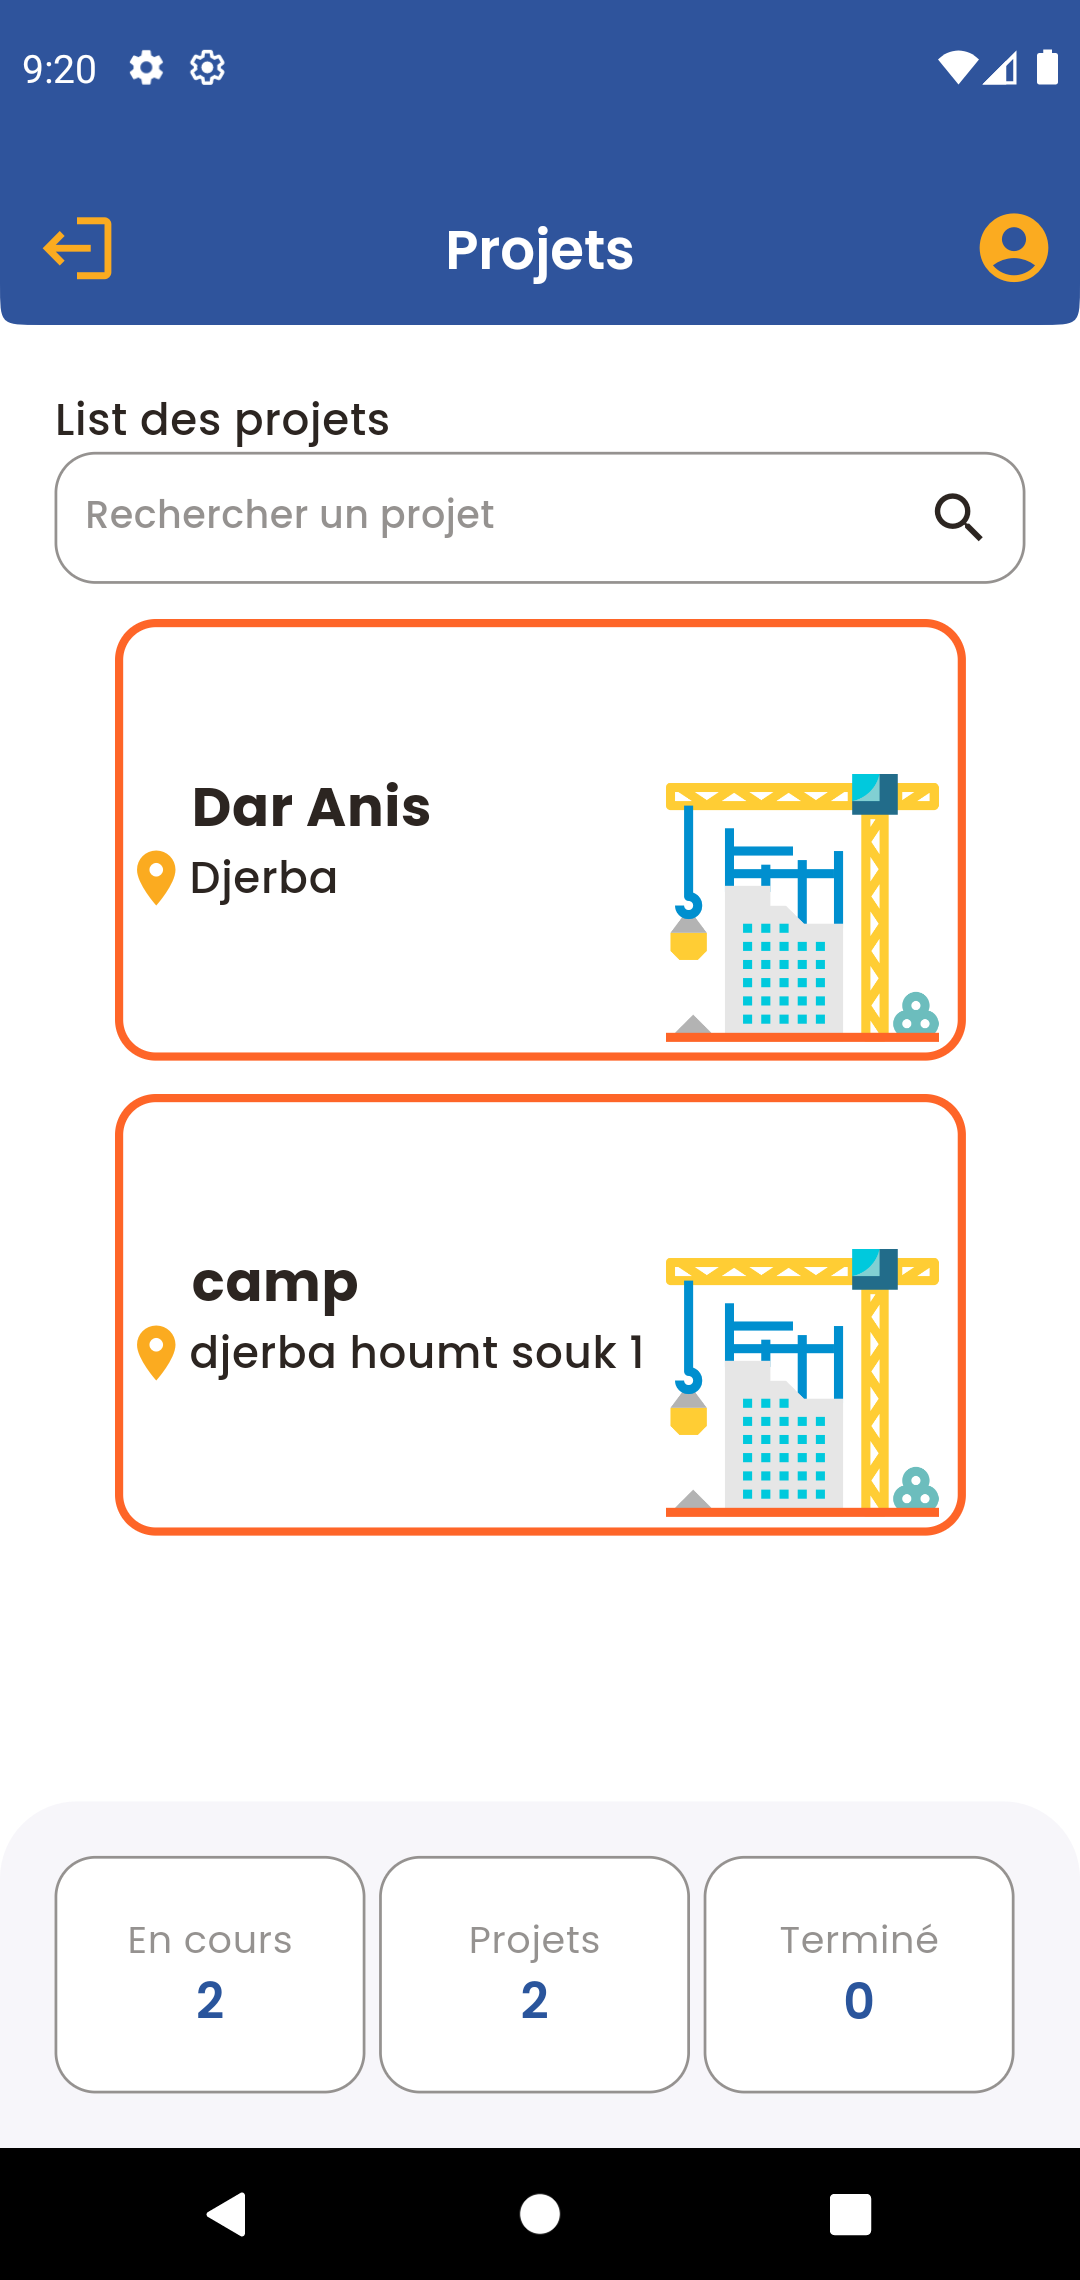 9:20
Projets
List des projets
Rechercher un projet
Dar Anis
Djerba
camp
djerba houmt souk 1
En cours
2
Projets
2
Terminé
0